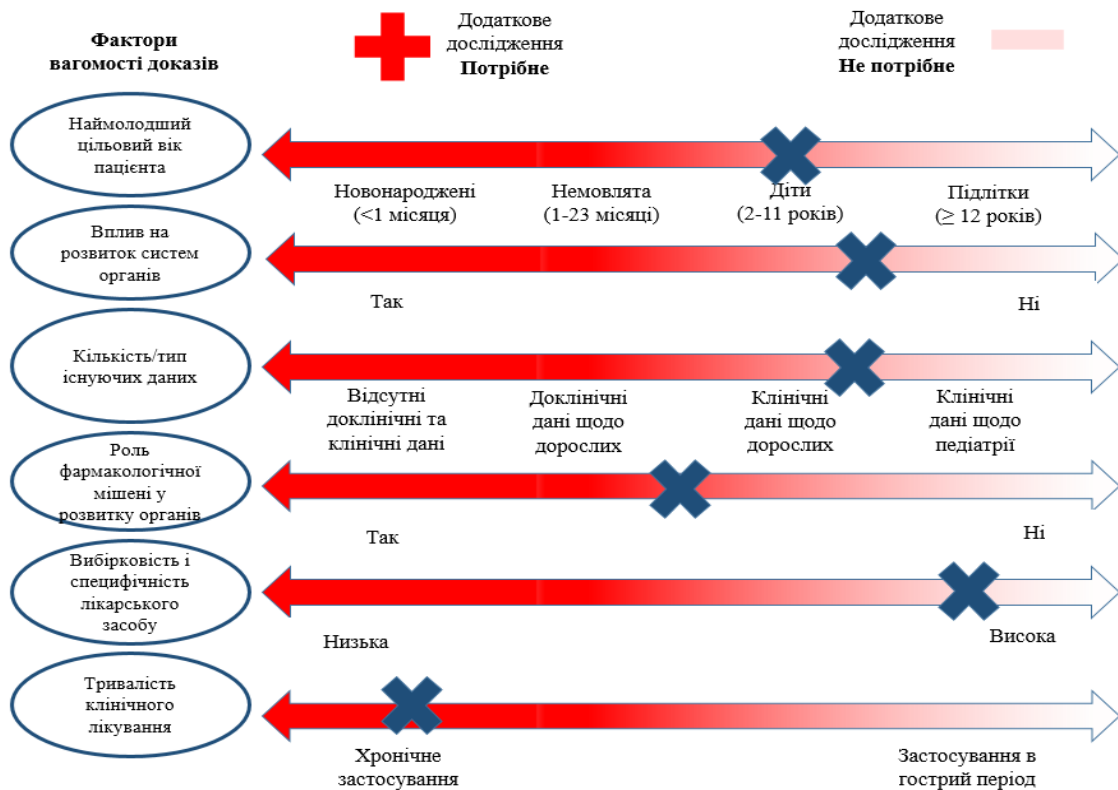 Фактори
вагомості доказів
Додаткове
дослідження
Потрібне
Додаткове
дослідження
Не потрібне
Наймолодший
цільовий вік
пацієнта
Новонароджені
(<1 місяця)
Немовлята
(1-23 місяці)
Діти
(2-11 років)
Підлітки
(≥ 12 років)
Вплив на
розвиток систем
органів
Так
Ні
Кількість/тип
існуючих даних
Відсутні
доклінічні та
клінічні дані
Доклінічні
дані щодо
дорослих
Клінічні
дані щодо
дорослих
Клінічні
дані щодо
педіатрії
Роль
фармакологічної
мішені у
розвитку органів
Так
Ні
Вибірковість і
специфічність
лікарського
засобу
Низька
Висока
Тривалість
клінічного
лікування
Хронічне
застосування
Застосування в
гострий період